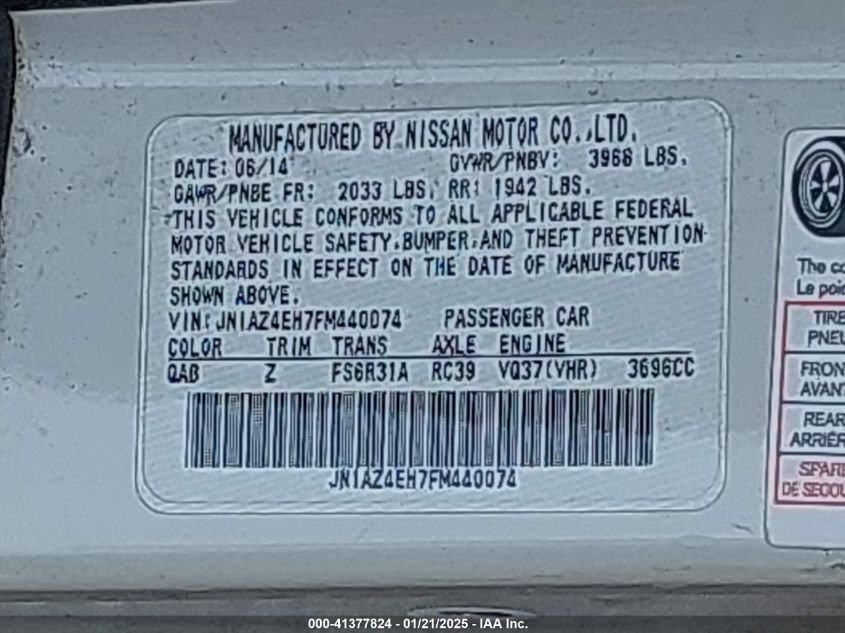 MANUFACTURED BY NISSAN MOTOR CO.,LTD.
DATE: 06/14 GVWR/PNBV: 3968 LBS.
GAWR/PNBE FR: 2033 LBS. RR: 1942 LBS.
THIS VEHICLE CONFORMS TO ALL APPLICABLE FEDERAL
MOTOR VEHICLE SAFETY,BUMPER,AND THEFT PREVENTION
STANDARDS IN EFFECT ON THE DATE OF MANUFACTURE
SHOWN ABOVE.
VIN: JN1AZ4EH7FM440074 PASSENGER CAR
COLOR TRIM TRANS AXLE ENGINE
QAB Z FS6R31A RC39 VQ37(VHR) 3696CC
JN1AZ4EH7FM440074
The co
Le poid
TIRE
PNEU
FRON
AVANT
REAR
ARRIÈR
SPARE
DE SECOU
000-41377824 - 01/21/2025 - IAA Inc.